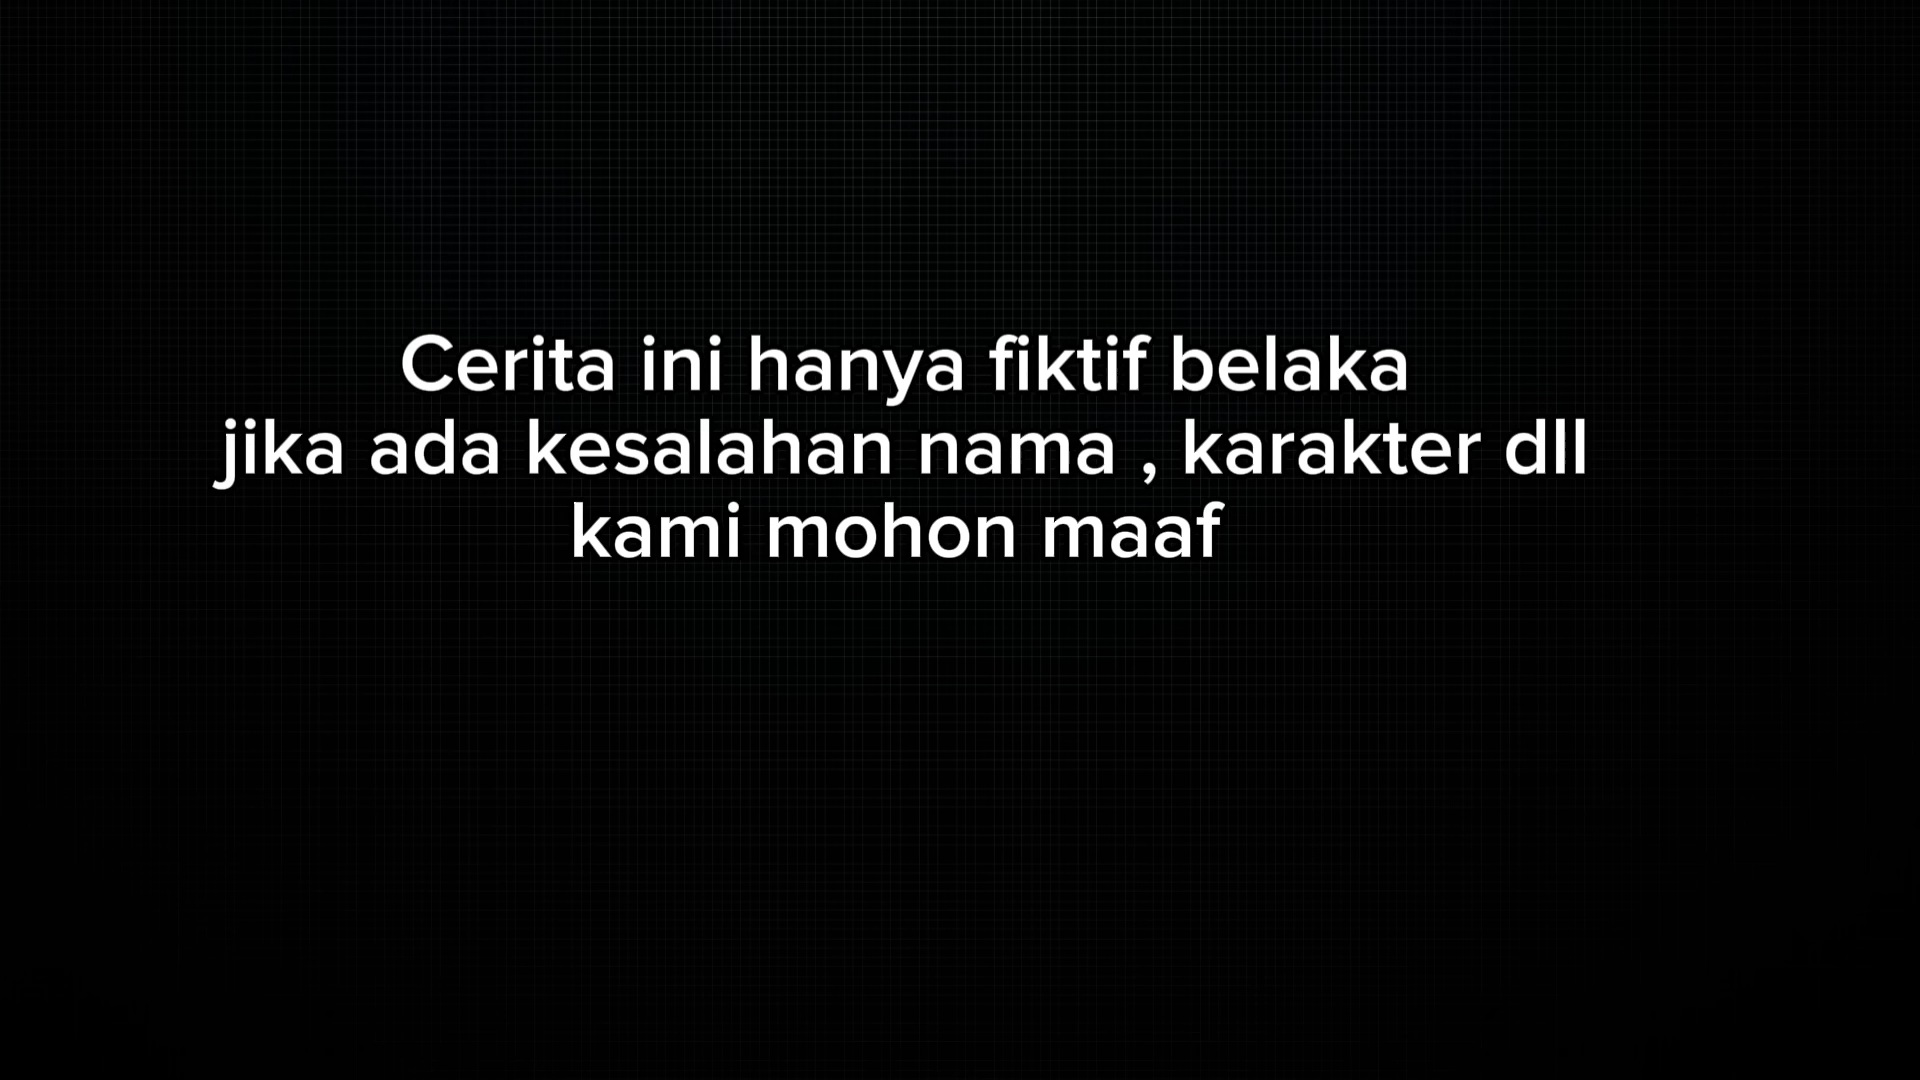 Cerita ini hanya fiktif belaka
jika ada kesalahan nama , karakter dll
kami mohon maaf